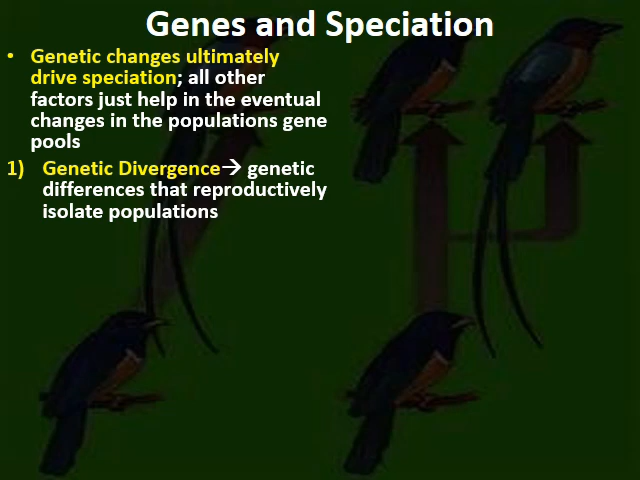 Genes and Speciation
• Genetic changes ultimately
drive speciation; all other
factors just help in the eventual
changes in the populations gene
pools
1) Genetic Divergence→ genetic
differences that reproductively
isolate populations